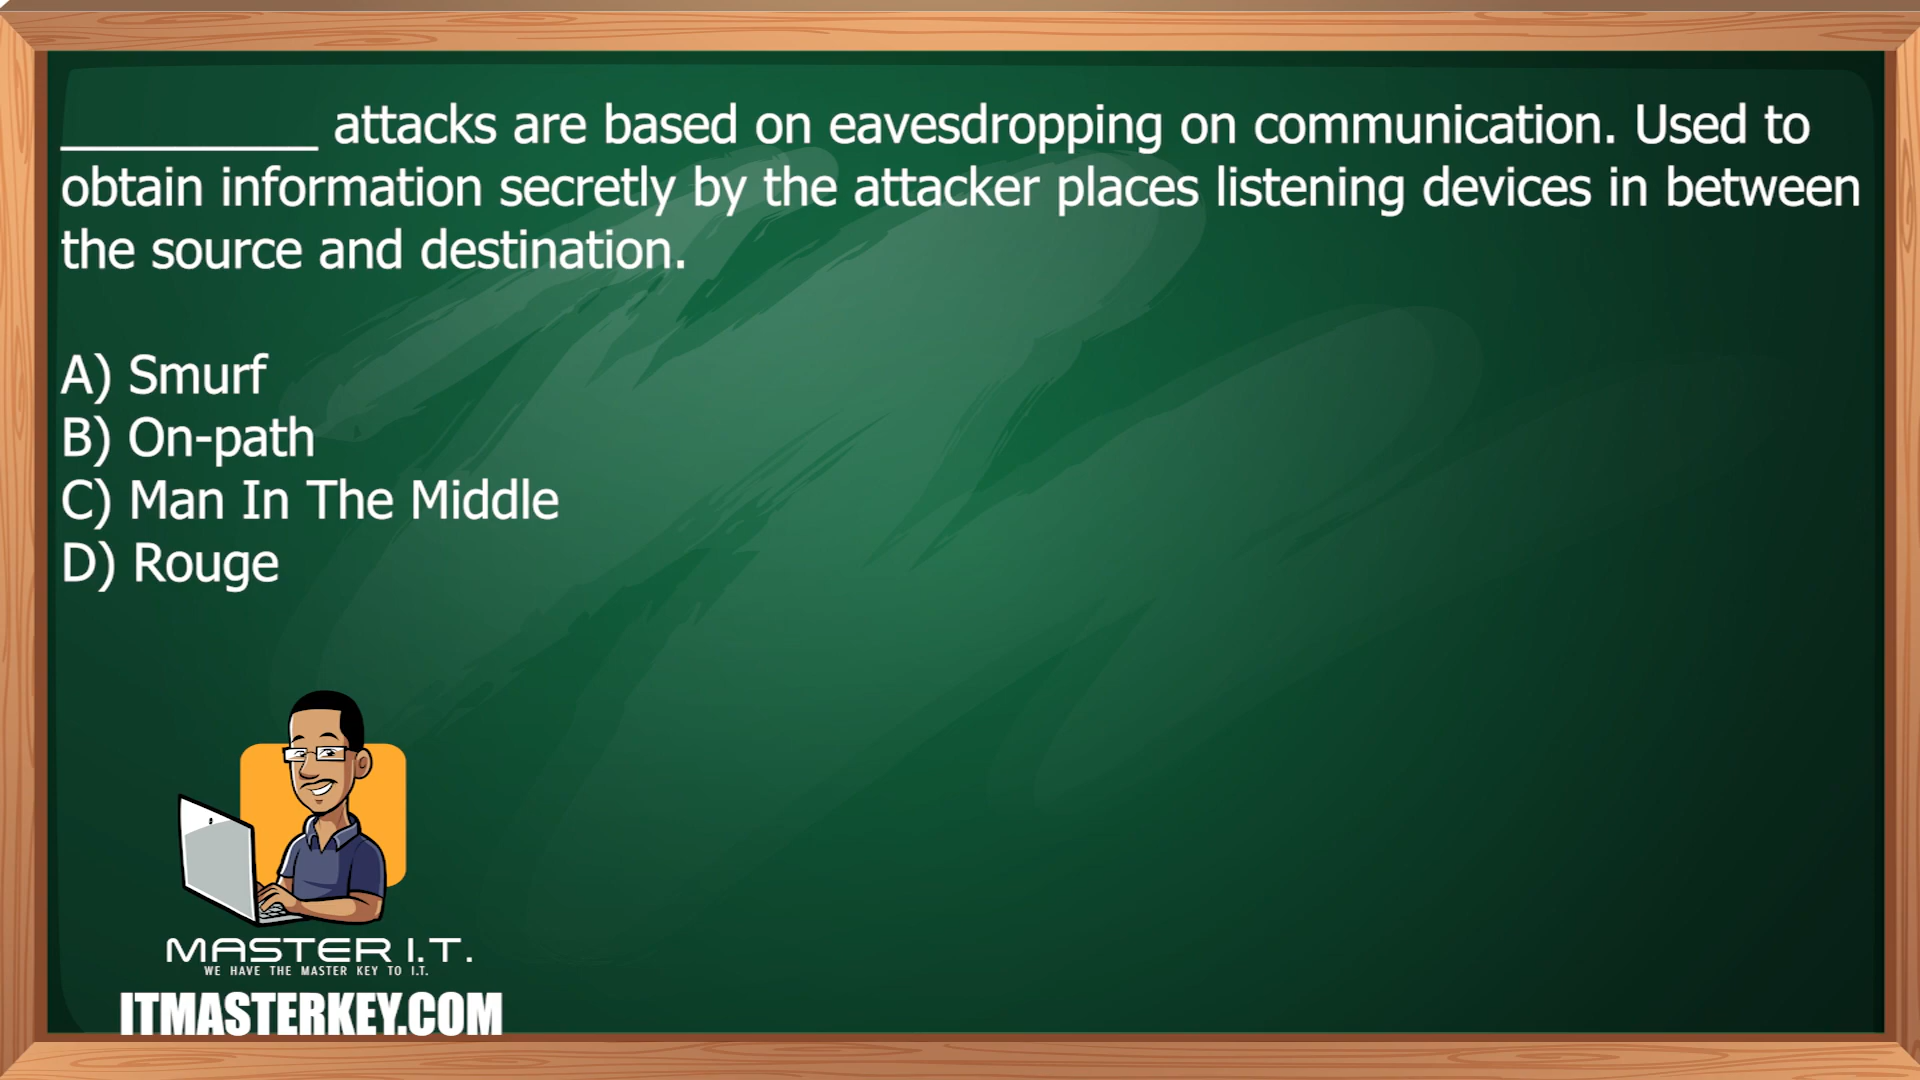 _________ attacks are based on eavesdropping on communication. Used to
obtain information secretly by the attacker places listening devices in between
the source and destination.
A) Smurf
B) On-path
C) Man In The Middle
D) Rouge
MASTER I.T.
WE HAVE THE MASTER KEY TO I.T.
ITMASTERKEY.COM